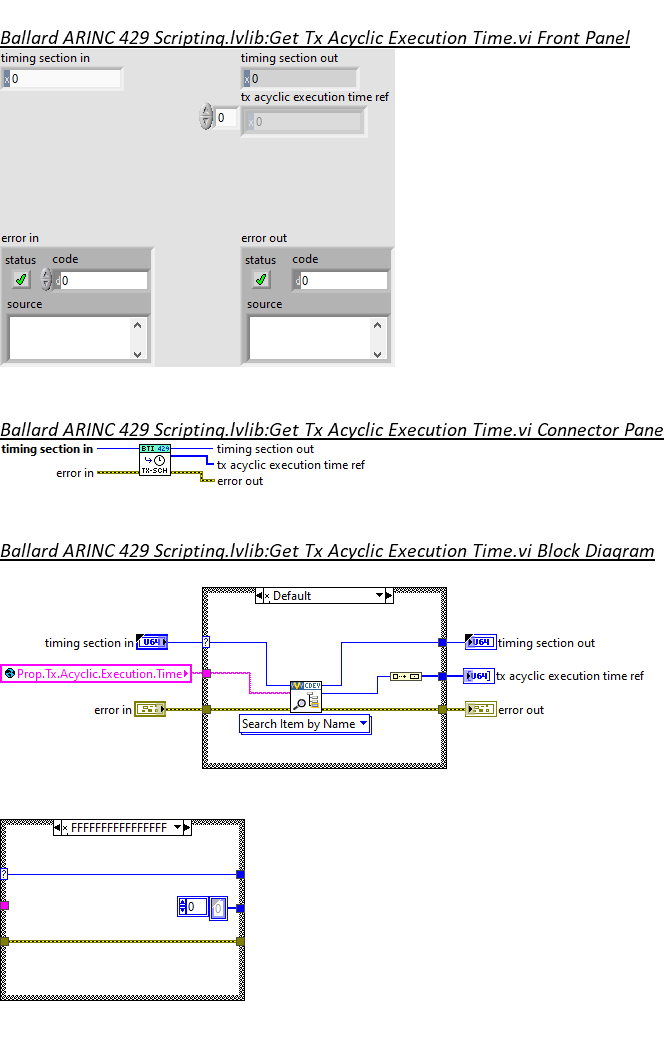 Ballard ARINC 429 Scripting.lvlib:Get Tx Acyclic Execution Time.vi Front Panel
timing section in
timing section out
x 0
x 0
tx acyclic execution time ref
0
x 0
error in
error out
status code
status code
d 0
d 0
source
source
Ballard ARINC 429 Scripting.lvlib:Get Tx Acyclic Execution Time.vi Connector Pane
timing section in
BTI 429
timing section out
tx acyclic execution time ref
error in
TX-SCH
error out
Ballard ARINC 429 Scripting.lvlib:Get Tx Acyclic Execution Time.vi Block Diagram
x Default
timing section in
U64
?
U64
timing section out
Prop.Tx.Acyclic.Execution.Time
CDEV
U64
tx acyclic execution time ref
error in
error out
Search Item by Name
x FFFFFFFFFFFFFFFF
?
0
0